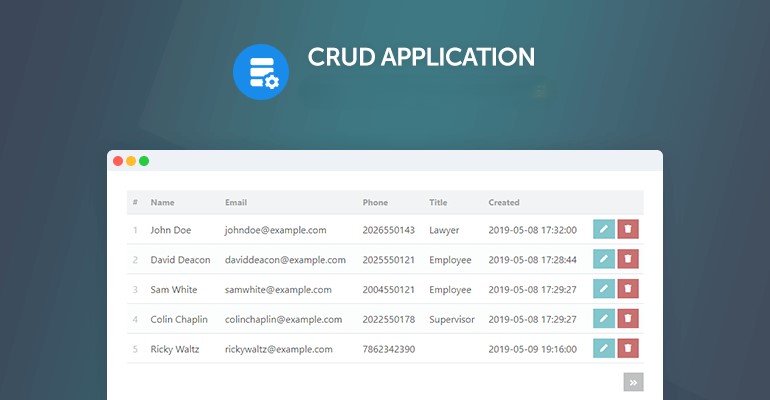 CRUD APPLICATION
# Name Email Phone Title Created
1 John Doe johndoe@example.com 2026550143 Lawyer 2019-05-08 17:32:00
2 David Deacon daviddeacon@example.com 2025550121 Employee 2019-05-08 17:28:44
3 Sam White samwhite@example.com 2004550121 Employee 2019-05-08 17:29:27
4 Colin Chaplin colinchaplin@example.com 2022550178 Supervisor 2019-05-08 17:29:27
5 Ricky Waltz rickywaltz@example.com 7862342390 2019-05-09 19:16:00
»